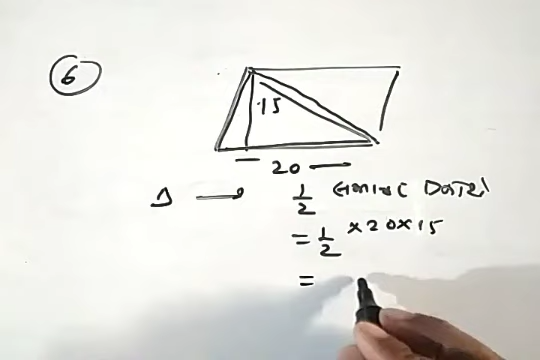 6
15
20
Δ → 1/2
= 1/2 × 20 × 15
=